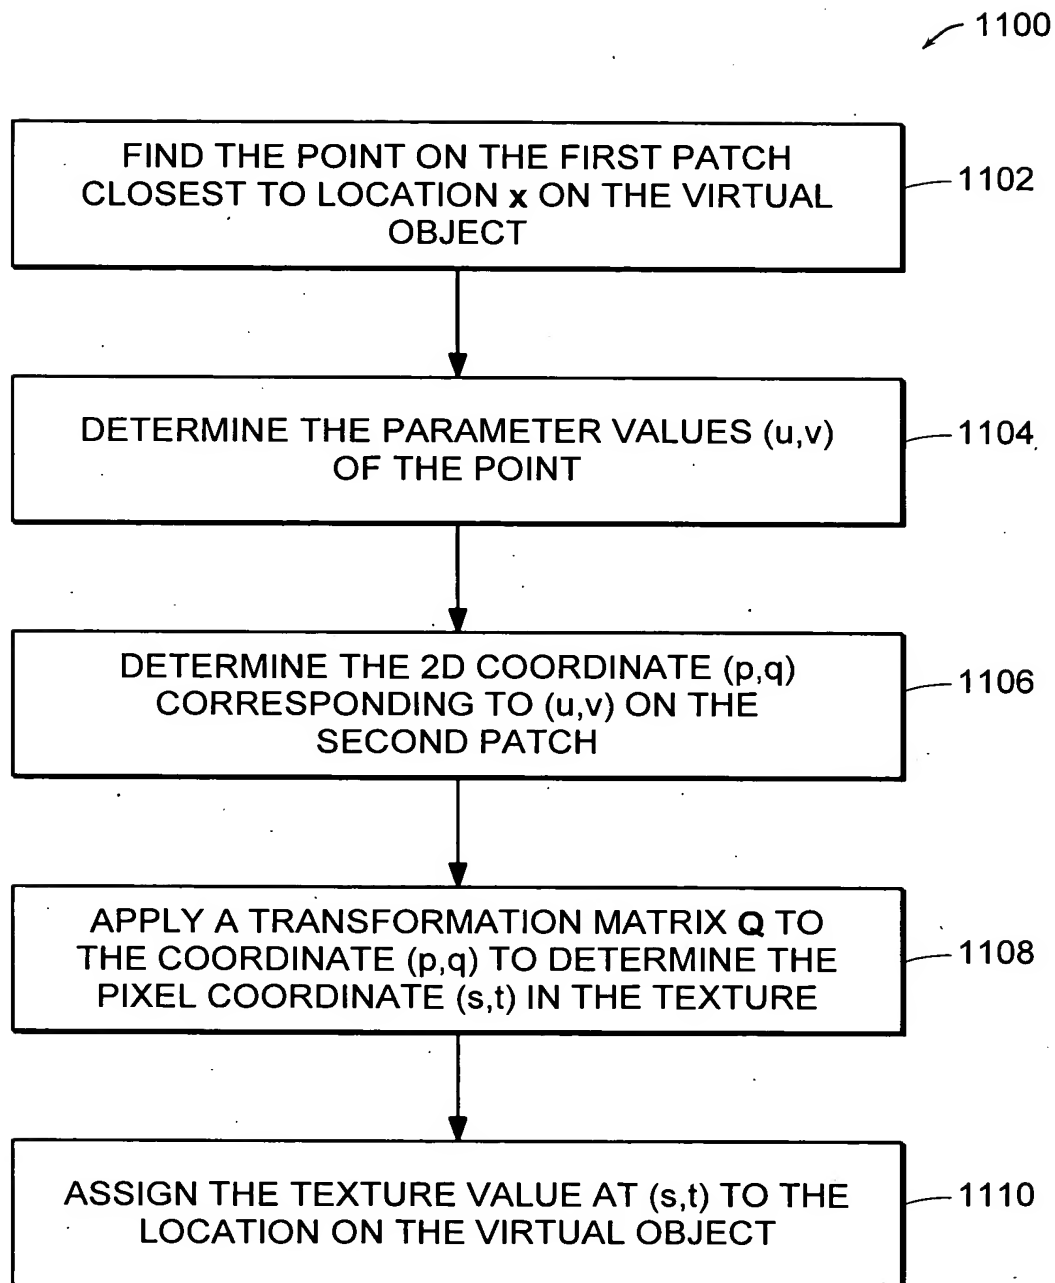 1100
FIND THE POINT ON THE FIRST PATCH
CLOSEST TO LOCATION x ON THE VIRTUAL
OBJECT
1102
DETERMINE THE PARAMETER VALUES (u,v)
OF THE POINT
1104
DETERMINE THE 2D COORDINATE (p,q)
CORRESPONDING TO (u,v) ON THE
SECOND PATCH
1106
APPLY A TRANSFORMATION MATRIX Q TO
THE COORDINATE (p,q) TO DETERMINE THE
PIXEL COORDINATE (s,t) IN THE TEXTURE
1108
ASSIGN THE TEXTURE VALUE AT (s,t) TO THE
LOCATION ON THE VIRTUAL OBJECT
1110